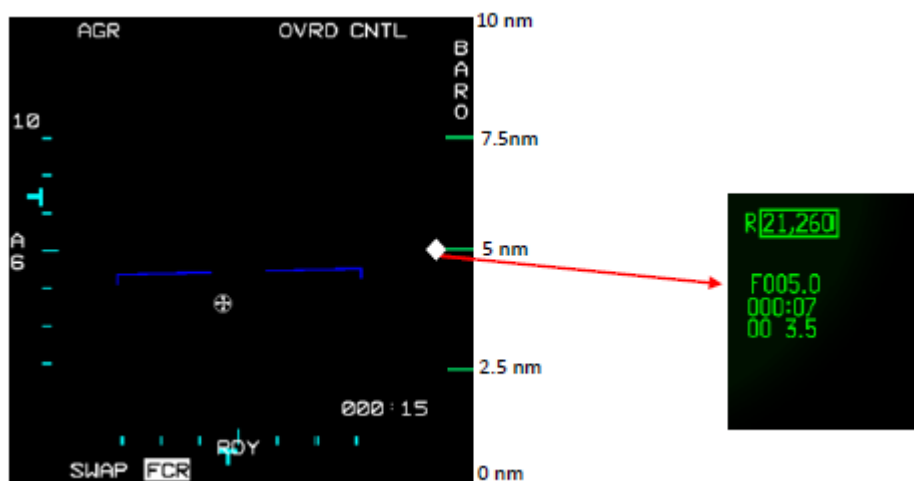 AGR OVRD CNTL
10 nm
B
A
R
O
10
7.5nm
A
6
5 nm
2.5 nm
000:15
RDY
SWAP FCR
0 nm
R 21,260
F005.0
000:07
00 3.5